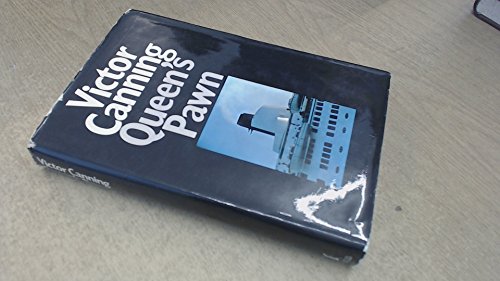 Victor
Canning
Queen's
Pawn
Victor Canning